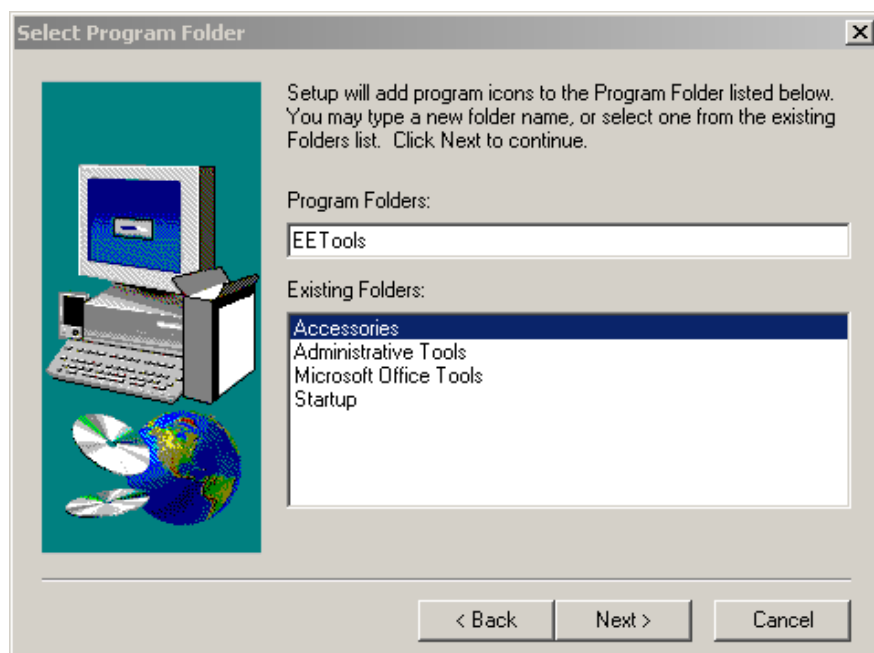 Select Program Folder
Setup will add program icons to the Program Folder listed below.
You may type a new folder name, or select one from the existing
Folders list.  Click Next to continue.
Program Folders:
EETools
Existing Folders:
Accessories
Administrative Tools
Microsoft Office Tools
Startup
< Back
Next >
Cancel